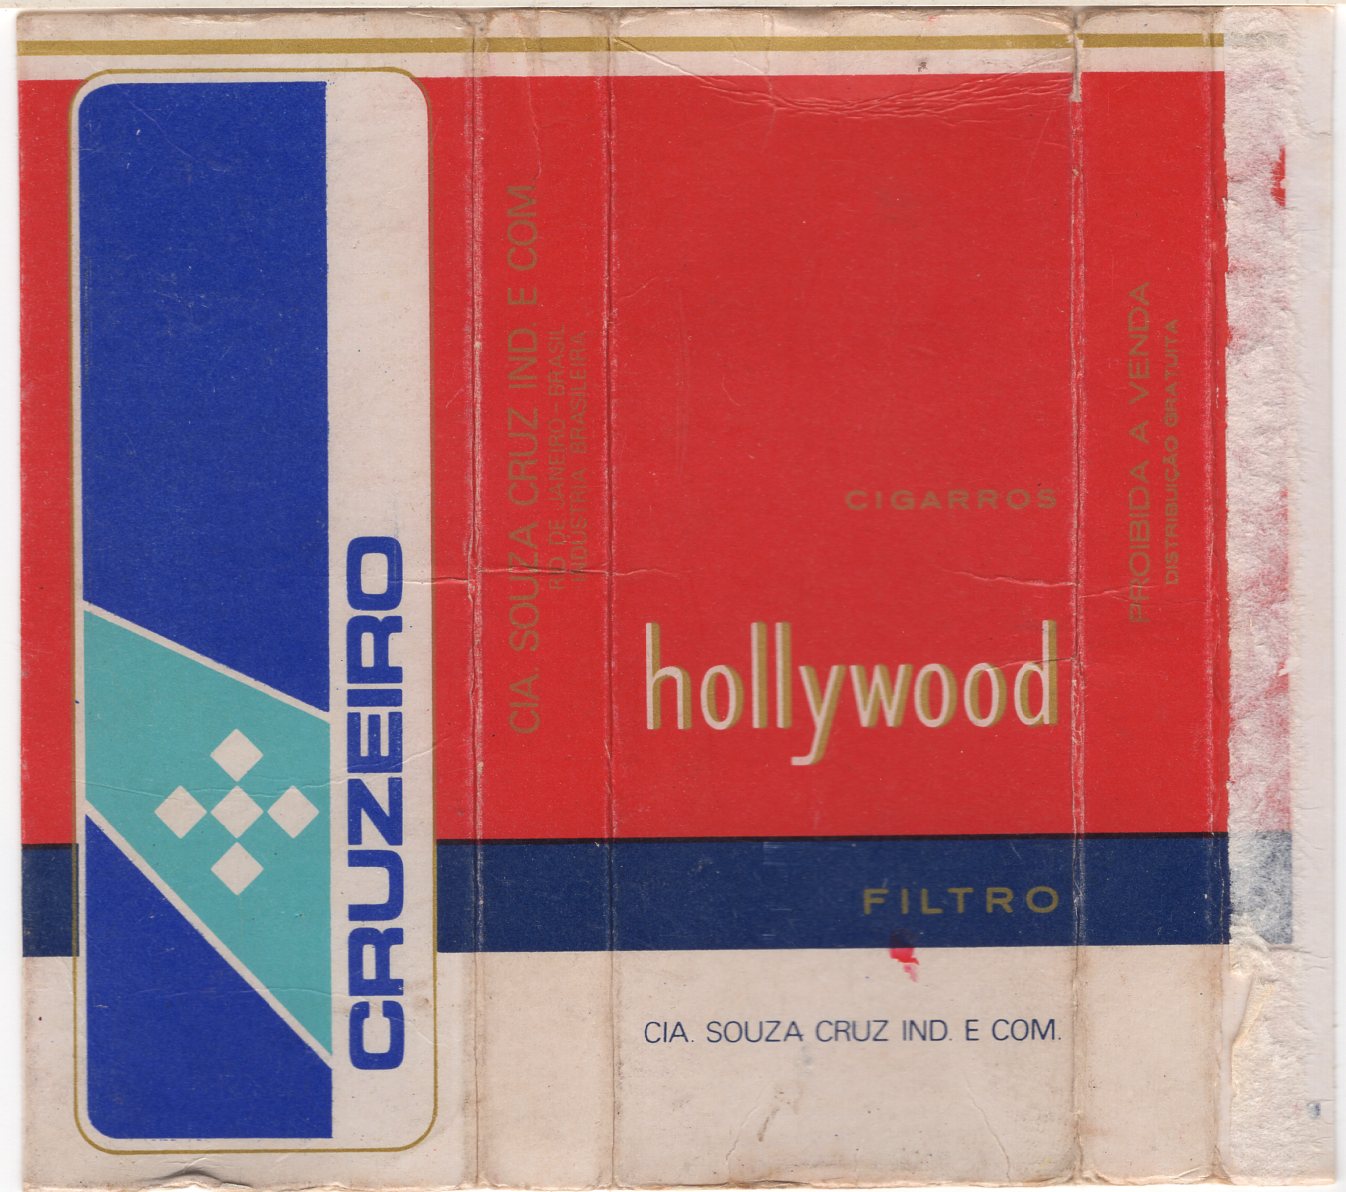 CRUZEIRO
CIA. SOUZA CRUZ IND. E COM.
RIO DE JANEIRO - BRASIL
INDÚSTRIA BRASILEIRA
CIGARROS
hollywood
FILTRO
CIA. SOUZA CRUZ IND. E COM.
PROIBIDA A VENDA
DISTRIBUIÇÃO GRATUITA